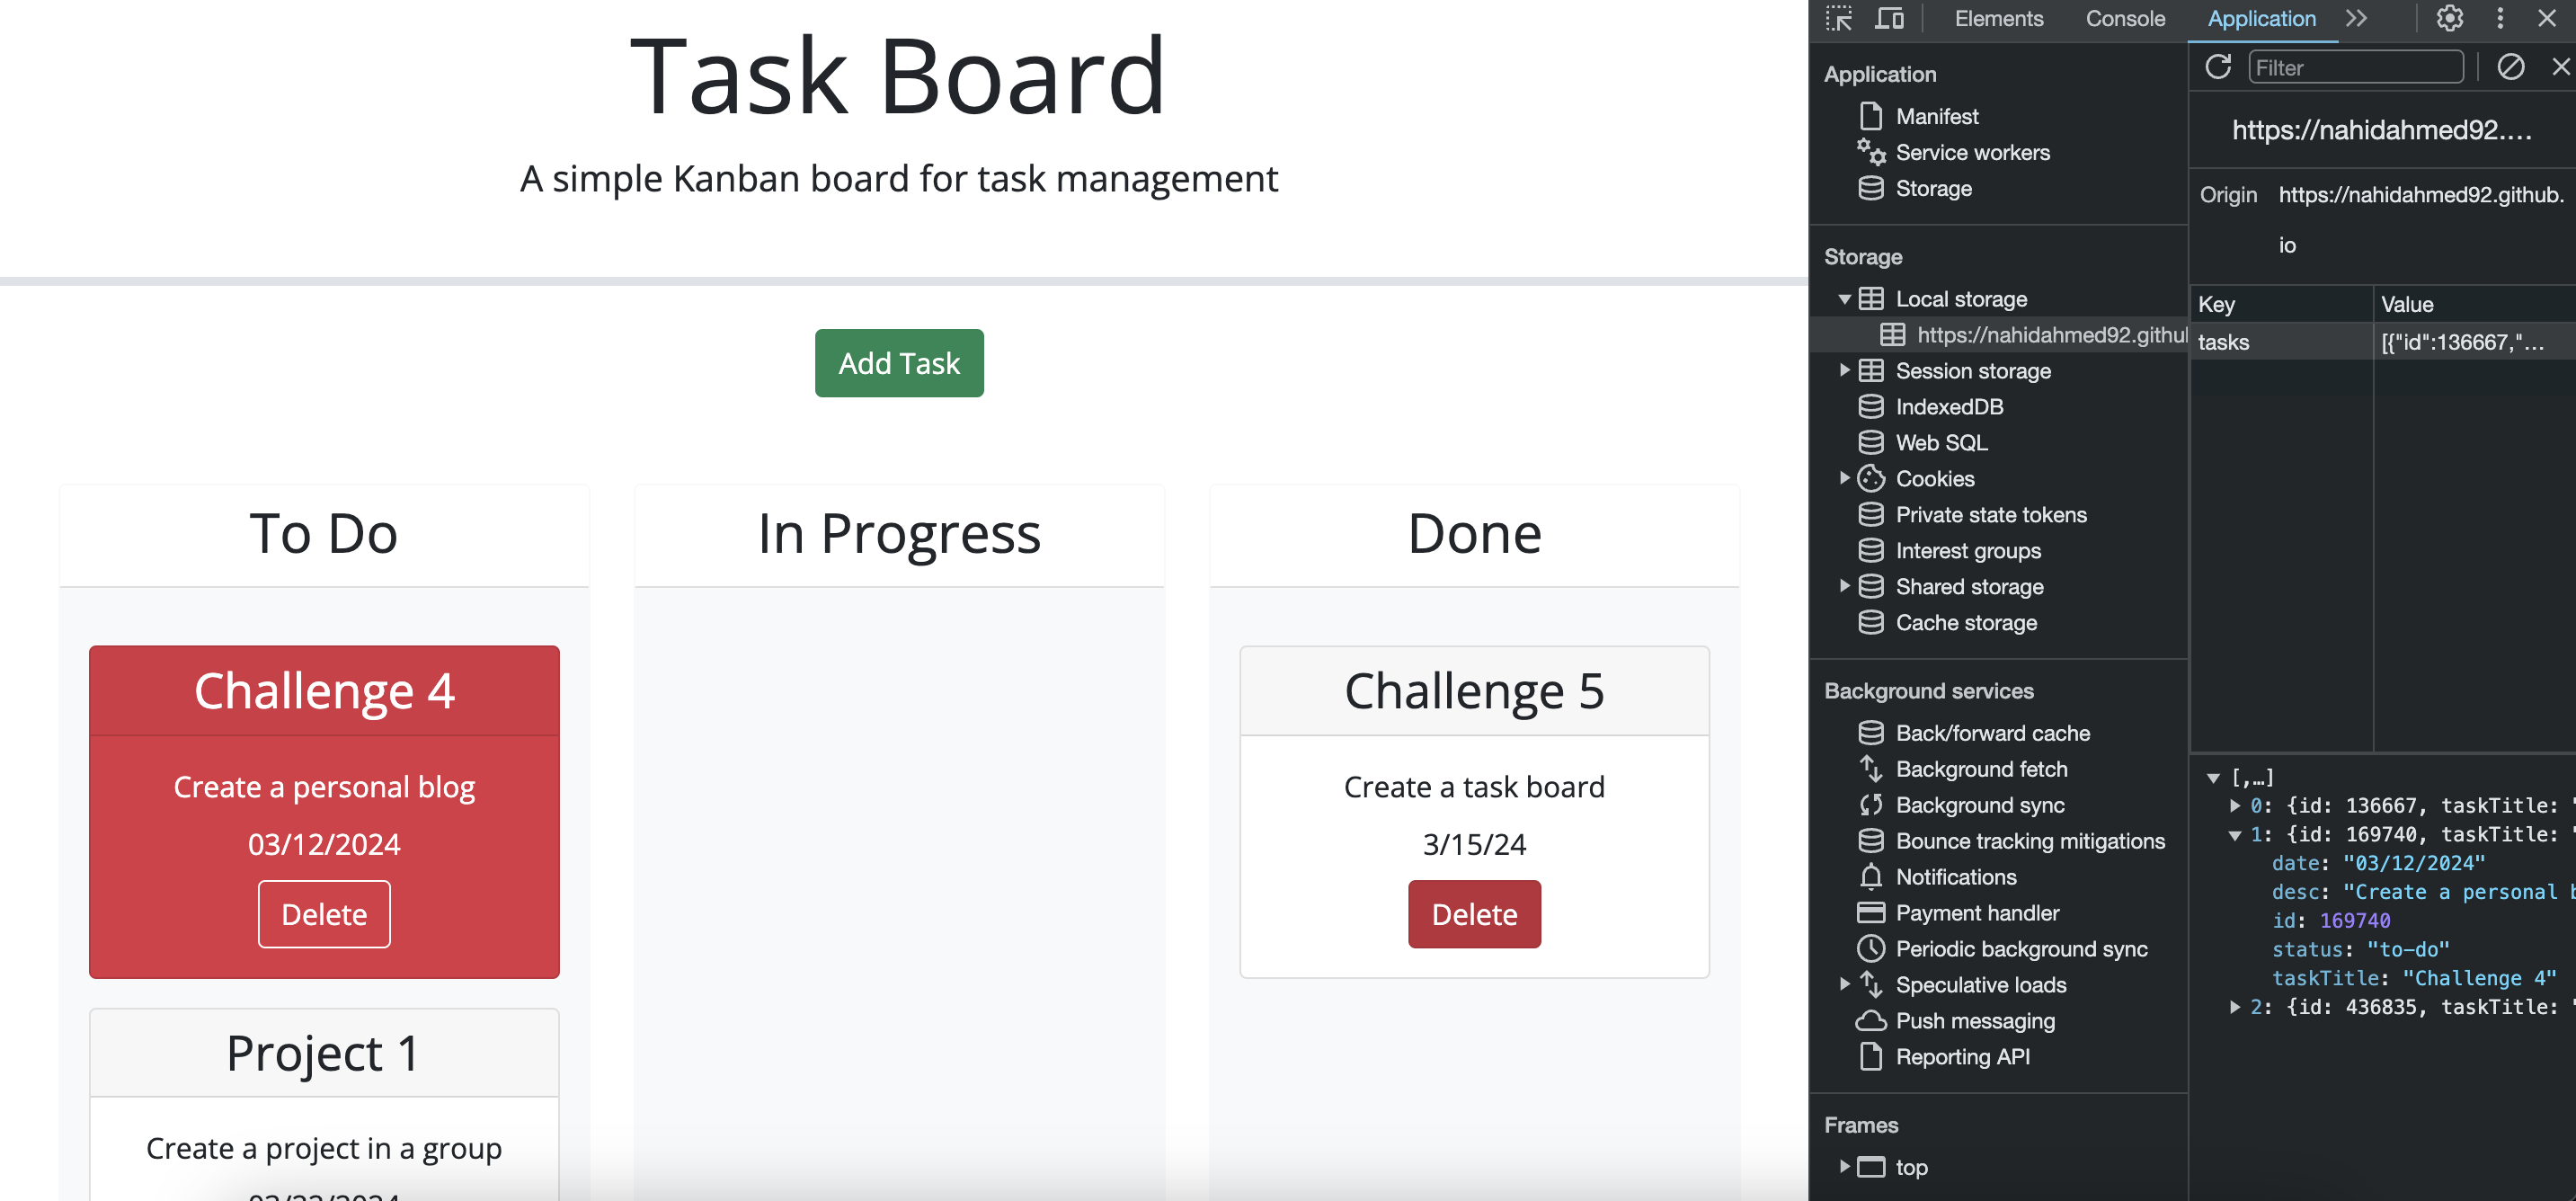 Task Board
A simple Kanban board for task management
Add Task
To Do
Challenge 4
Create a personal blog
03/12/2024
Delete
Project 1
Create a project in a group
In Progress
Done
Challenge 5
Create a task board
3/15/24
Delete
Elements Console Application
Application
Manifest
Service workers
Storage
Storage
Local storage
https://nahidahmed92.githu
Session storage
IndexedDB
Web SQL
Cookies
Private state tokens
Interest groups
Shared storage
Cache storage
Background services
Back/forward cache
Background fetch
Background sync
Bounce tracking mitigations
Notifications
Payment handler
Periodic background sync
Speculative loads
Push messaging
Reporting API
Frames
top
Filter
https://nahidahmed92....
Origin https://nahidahmed92.github.
io
Key Value
tasks [{"id":136667,"...
[,…]
0: {id: 136667, taskTitle: "
1: {id: 169740, taskTitle: "
date: "03/12/2024"
desc: "Create a personal b
id: 169740
status: "to-do"
taskTitle: "Challenge 4"
2: {id: 436835, taskTitle: "